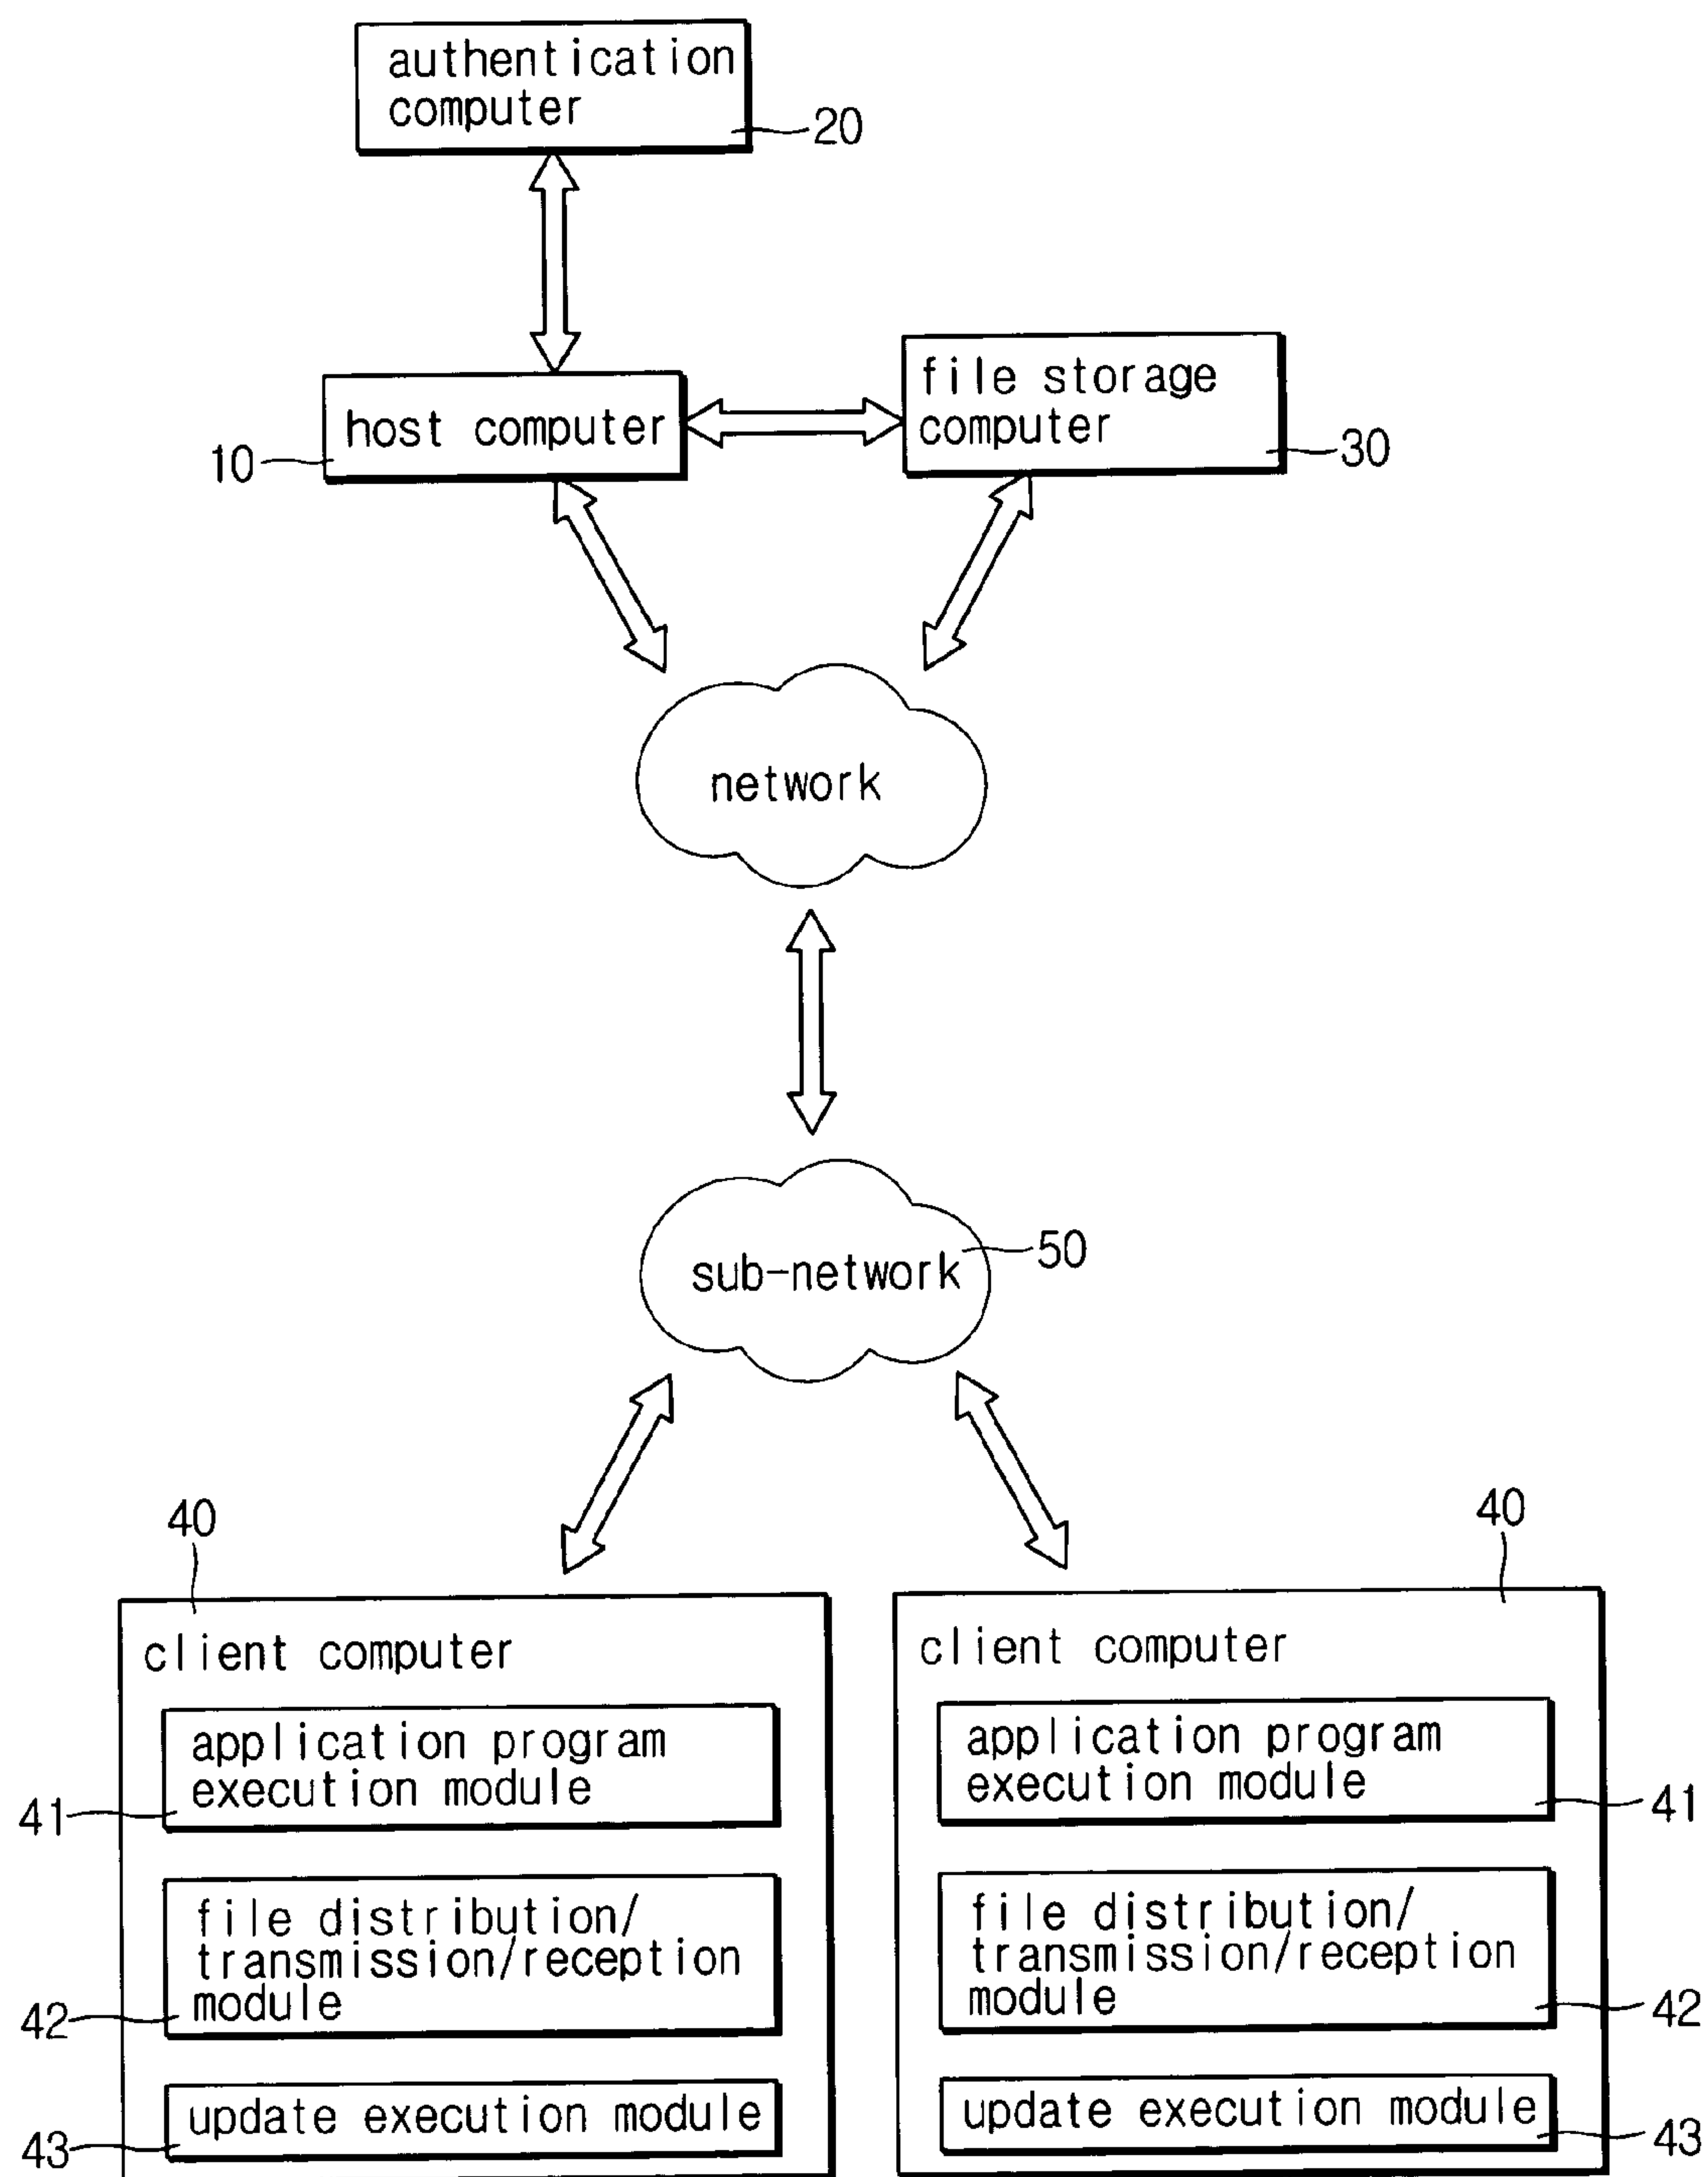 authentication
computer
20
host computer
10
file storage
computer
30
network
sub-network
50
40
client computer
application program
execution module
41
file distribution/
transmission/reception
module
42
update execution module
43
40
client computer
application program
execution module
41
file distribution/
transmission/reception
module
42
update execution module
43